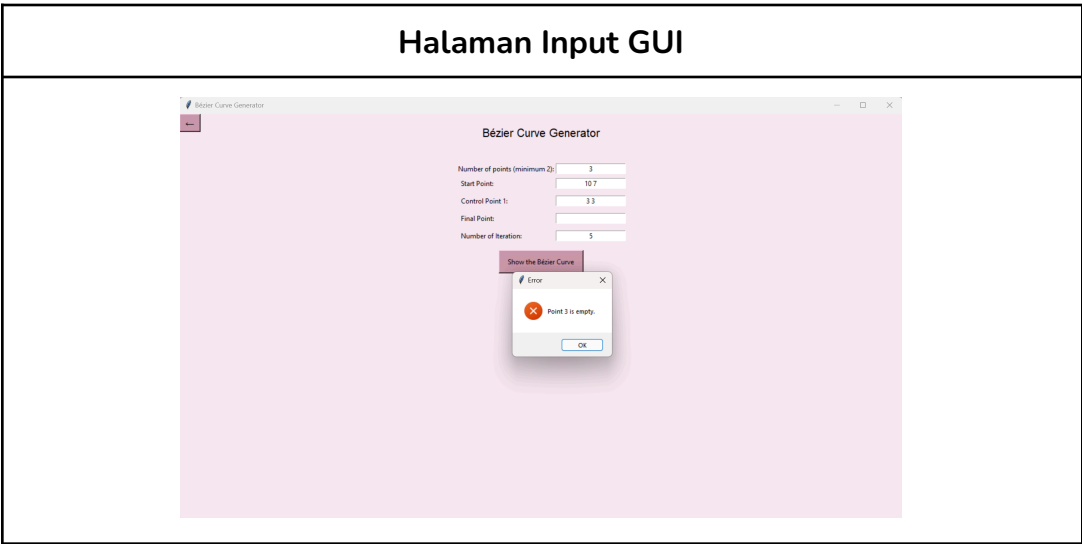 Halaman Input GUI
Bézier Curve Generator
←
Bézier Curve Generator
Number of points (minimum 2): 3
Start Point: 10 7
Control Point 1: 3 3
Final Point:
Number of Iteration: 5
Show the Bézier Curve
Error
Point 3 is empty.
OK